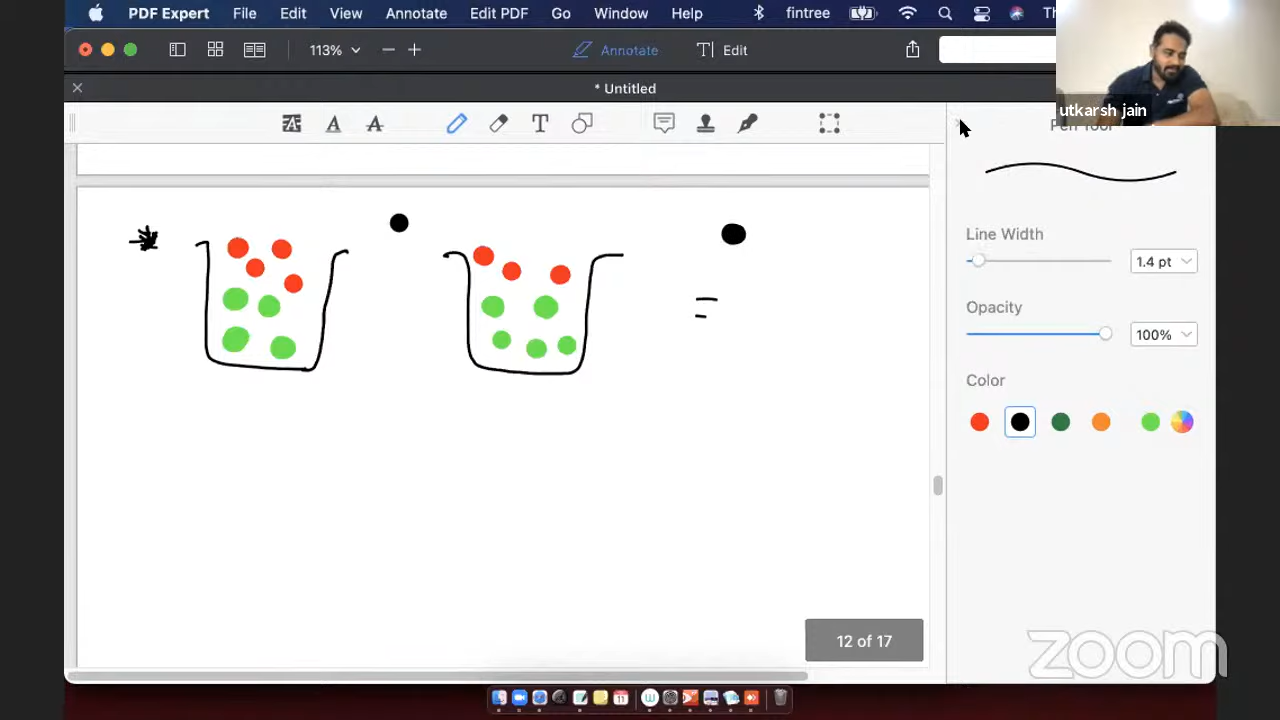 PDF Expert File Edit View Annotate Edit PDF Go Window Help fintree
113% Annotate T Edit
* Untitled
utkarsh jain
A A A T
Line Width
1.4 pt
Opacity
100%
Color
12 of 17
zoom
11